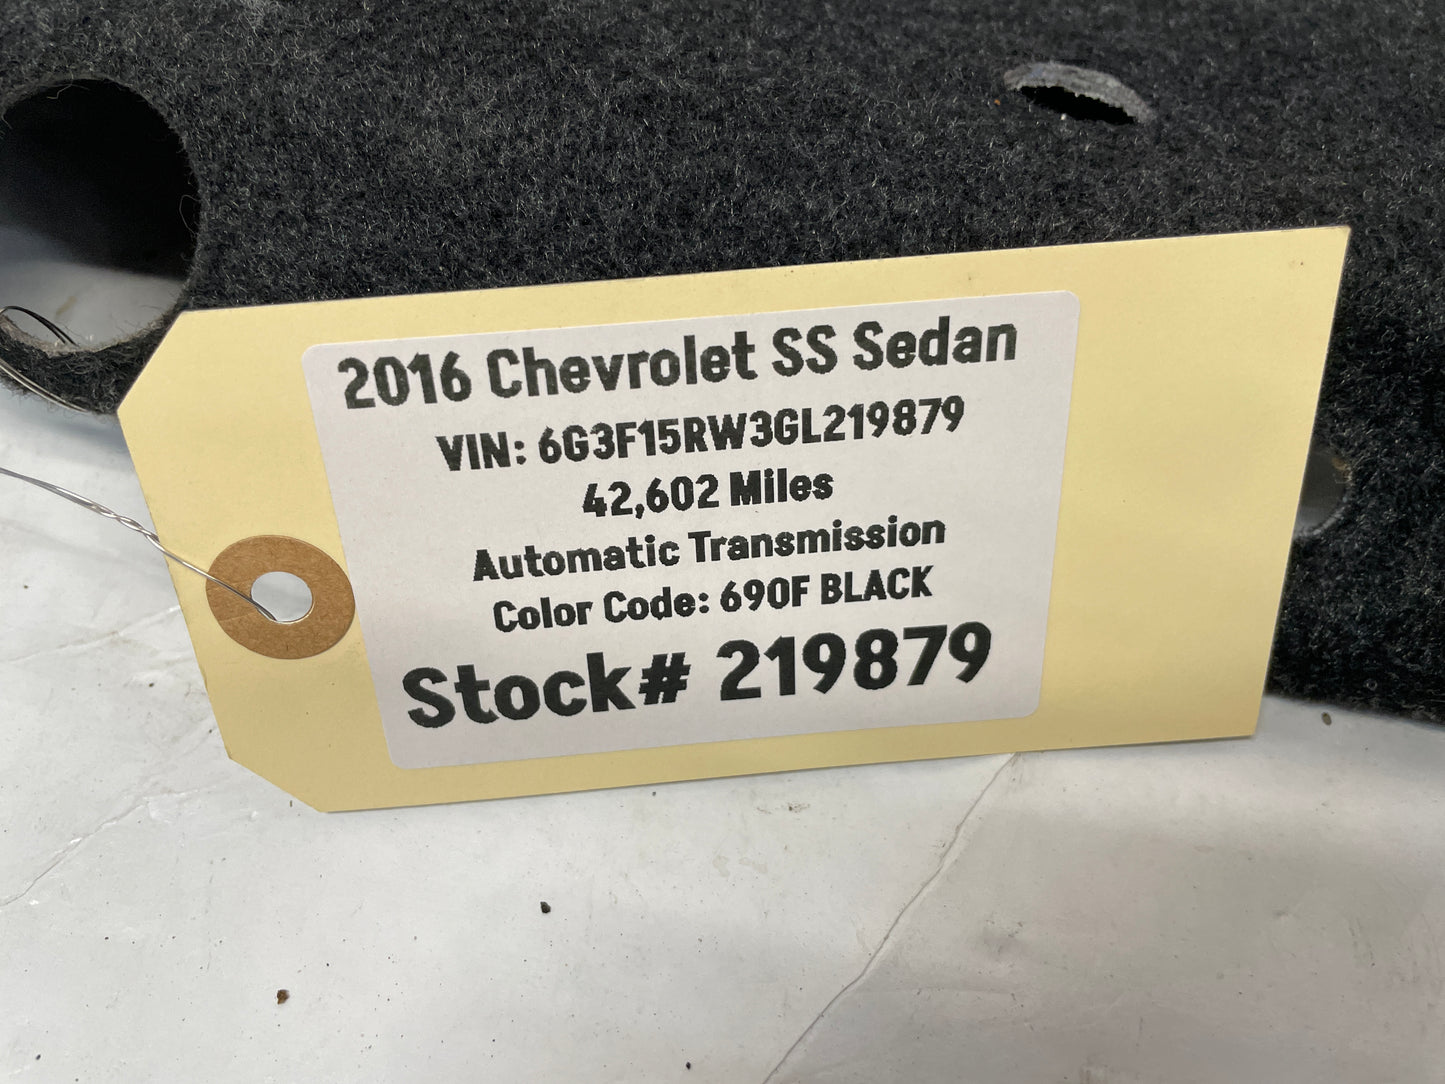 2016 Chevrolet SS Sedan
VIN: 6G3F15RW3GL219879
42,602 Miles
Automatic Transmission
Color Code: 690F BLACK
Stock# 219879